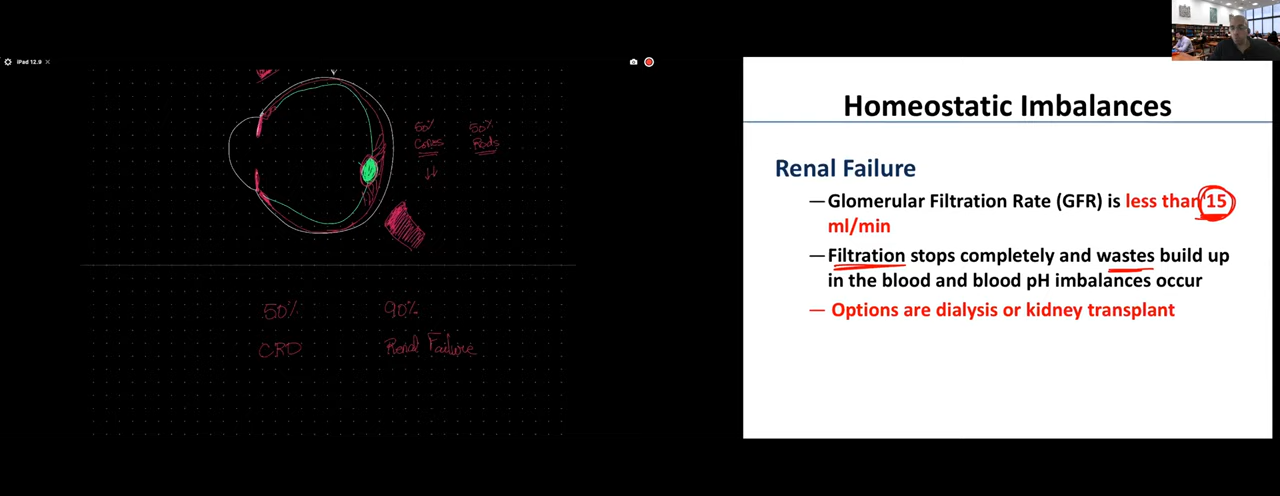 iPad 12.9
50% 50%
Cones Rods
50% 90%
CRD Renal Failure
Homeostatic Imbalances
Renal Failure
—Glomerular Filtration Rate (GFR) is less than 15
ml/min
—Filtration stops completely and wastes build up
in the blood and blood pH imbalances occur
— Options are dialysis or kidney transplant